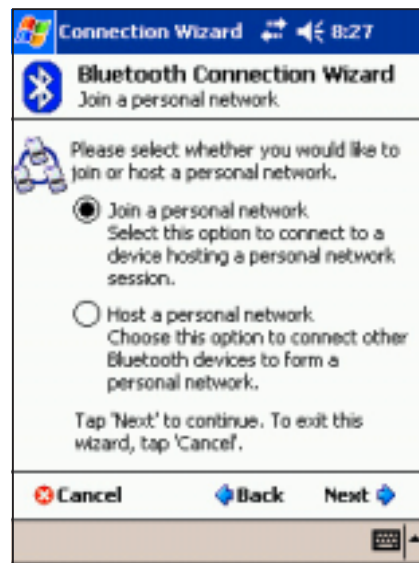 Connection Wizard 8:27
Bluetooth Connection Wizard
Join a personal network
Please select whether you would like to
join or host a personal network.
Join a personal network
Select this option to connect to a
device hosting a personal network
session.
Host a personal network
Choose this option to connect other
Bluetooth devices to form a
personal network.
Tap 'Next' to continue. To exit this
wizard, tap 'Cancel'.
Cancel Back Next